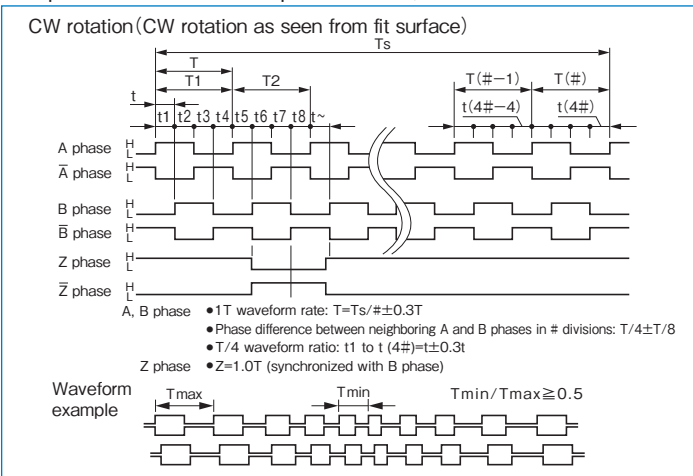 CW rotation(CW rotation as seen from fit surface)
Ts
T
T1 T2 T(#−1) T(#)
t
t1 t2 t3 t4 t5 t6 t7 t8 t~ t(4#−4) t(4#)
A phase H L
A̅ phase H L
B phase H L
B̅ phase H L
Z phase H L
Z̅ phase H L
A, B phase ●1T waveform rate: T=Ts/#±0.3T
●Phase difference between neighboring A and B phases in # divisions: T/4±T/8
●T/4 waveform ratio: t1 to t (4#)=t±0.3t
Z phase ●Z=1.0T (synchronized with B phase)
Waveform example
Tmax Tmin Tmin/Tmax≧0.5